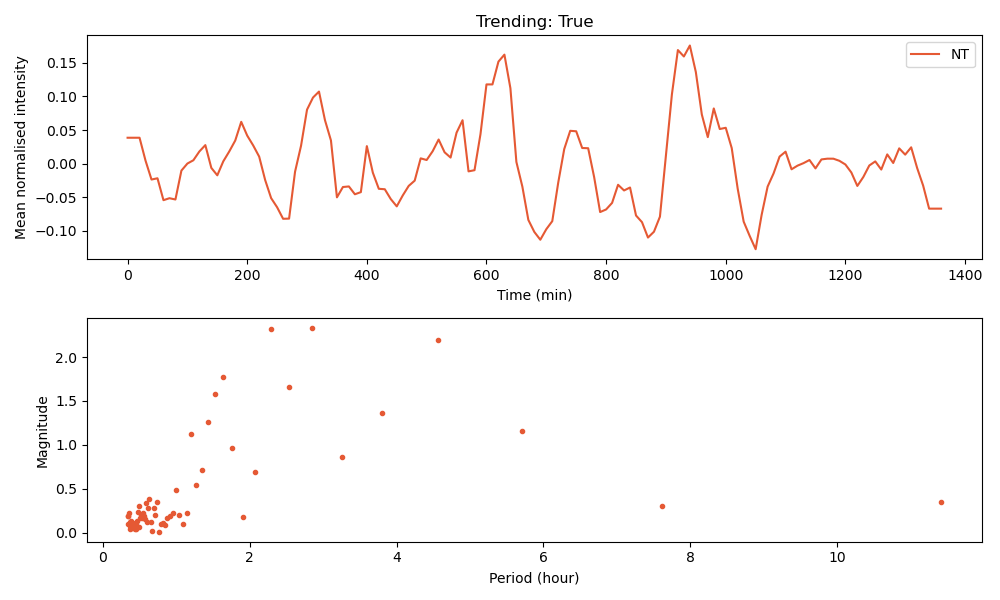 Trending: True
NT
Mean normalised intensity
0.15
0.10
0.05
0.00
−0.05
−0.10
0 200 400 600 800 1000 1200 1400
Time (min)
Magnitude
2.0
1.5
1.0
0.5
0.0
0 2 4 6 8 10
Period (hour)